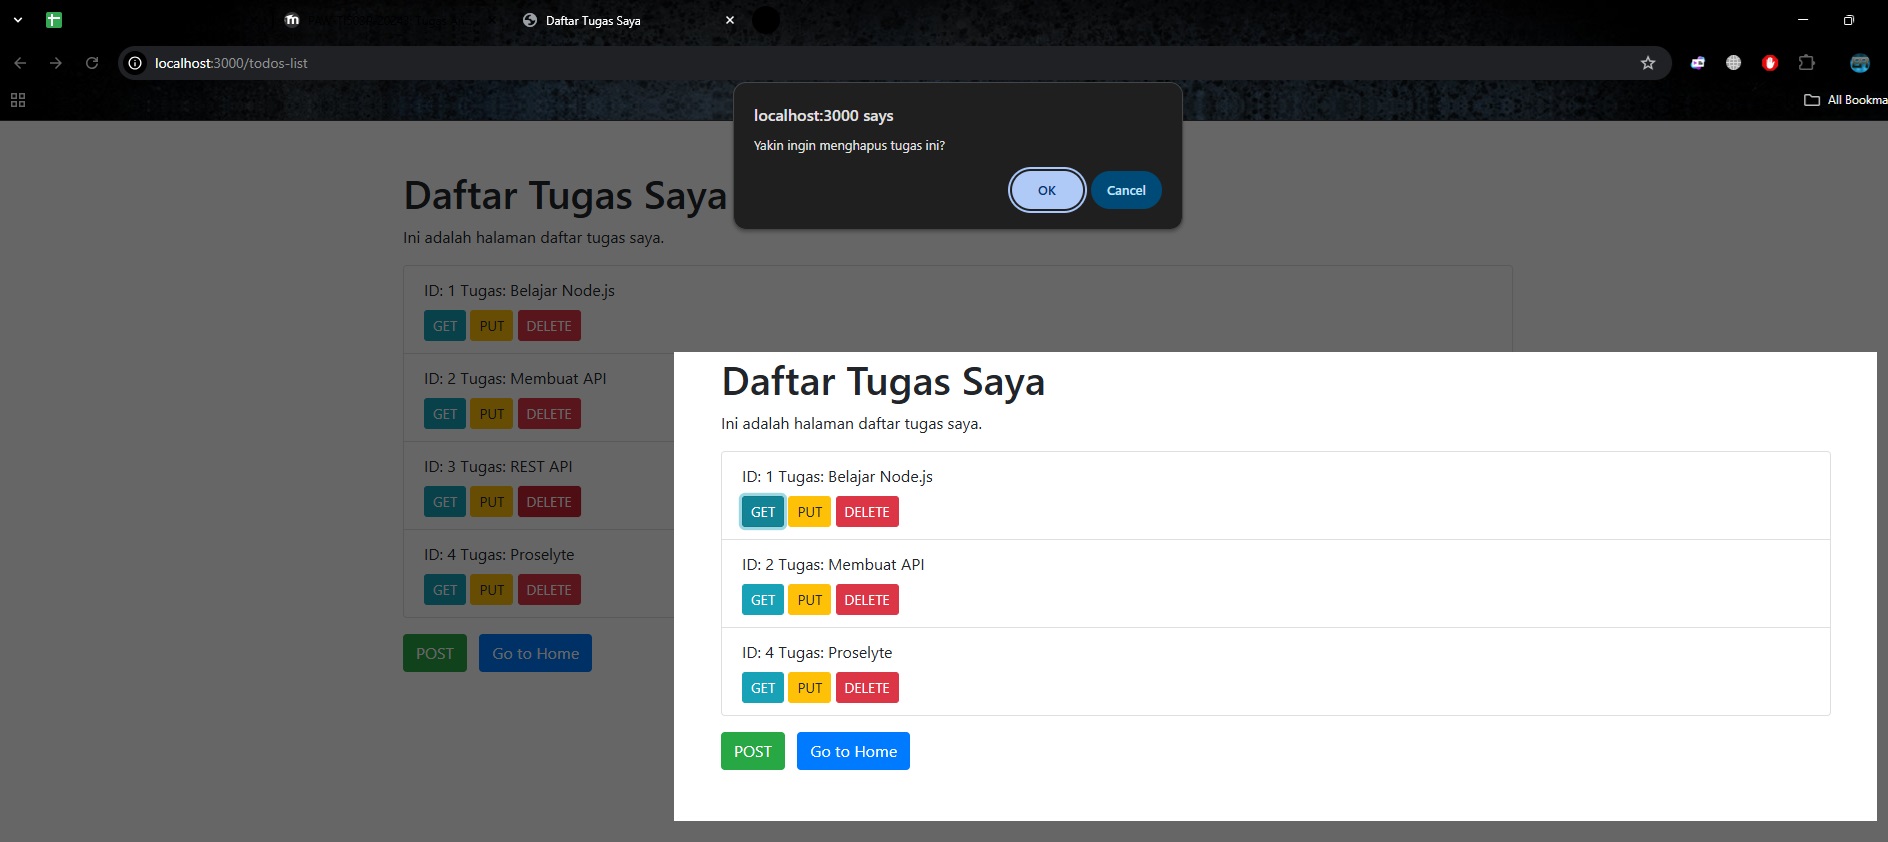 Daftar Tugas Saya
localhost:3000/todos-list
All Bookma
localhost:3000 says
Yakin ingin menghapus tugas ini?
OK Cancel
Daftar Tugas Saya
Ini adalah halaman daftar tugas saya.
ID: 1 Tugas: Belajar Node.js
GET PUT DELETE
ID: 2 Tugas: Membuat API
GET PUT DELETE
ID: 3 Tugas: REST API
GET PUT DELETE
ID: 4 Tugas: Proselyte
GET PUT DELETE
POST Go to Home
Daftar Tugas Saya
Ini adalah halaman daftar tugas saya.
ID: 1 Tugas: Belajar Node.js
GET PUT DELETE
ID: 2 Tugas: Membuat API
GET PUT DELETE
ID: 4 Tugas: Proselyte
GET PUT DELETE
POST Go to Home